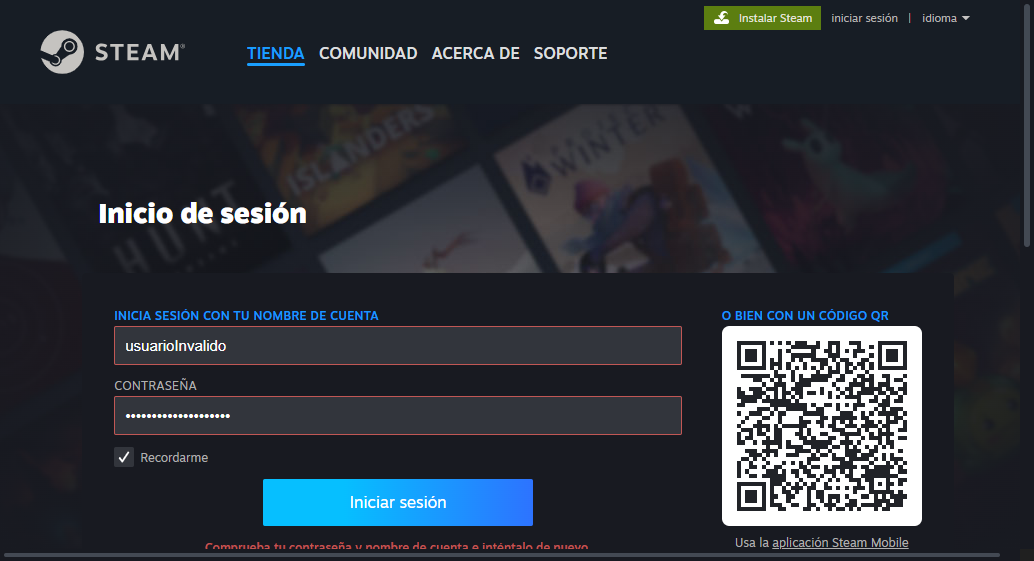 Instalar Steam
iniciar sesión | idioma
STEAM®
TIENDA COMUNIDAD ACERCA DE SOPORTE
HUNT
ISLANDERS
WINTER
Inicio de sesión
INICIA SESIÓN CON TU NOMBRE DE CUENTA
usuarioInvalido
CONTRASEÑA
••••••••••••••••••••
Recordarme
Iniciar sesión
Comprueba tu contraseña y nombre de cuenta e inténtalo de nuevo
O BIEN CON UN CÓDIGO QR
Usa la aplicación Steam Mobile